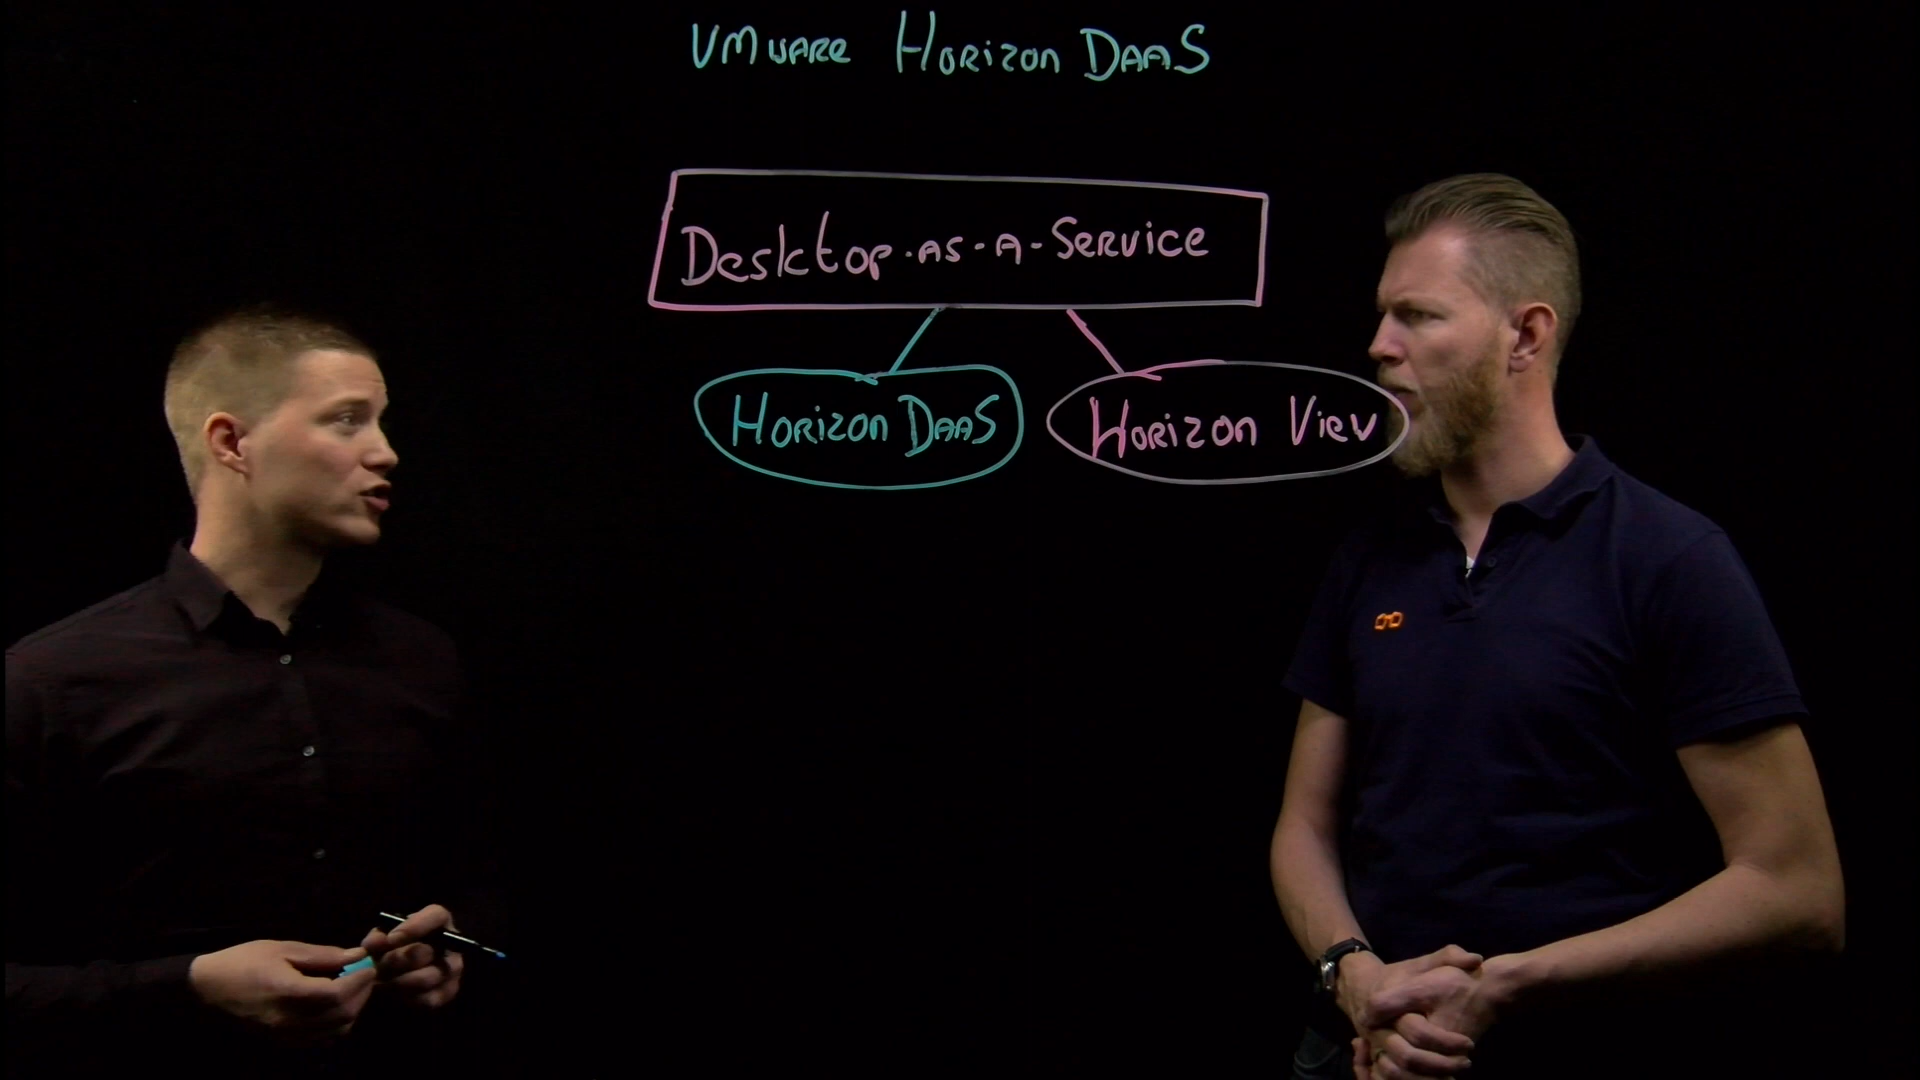 VMware Horizon DaaS
Desktop-as-a-Service
Horizon DaaS
Horizon View